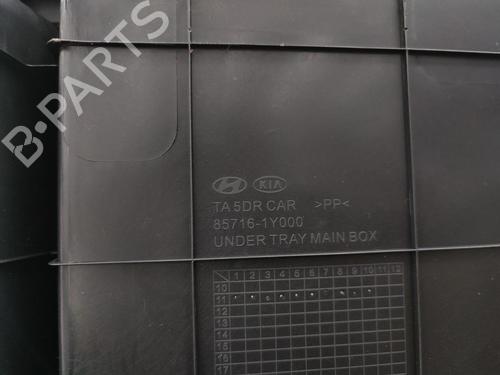 B-PARTS
KIA
TA 5DR CAR >PP<
85716-1Y000
UNDER TRAY MAIN BOX
1 2 3 4 5 6 7 8 9 10 11 12
10
11
12
13
14
15
16
17